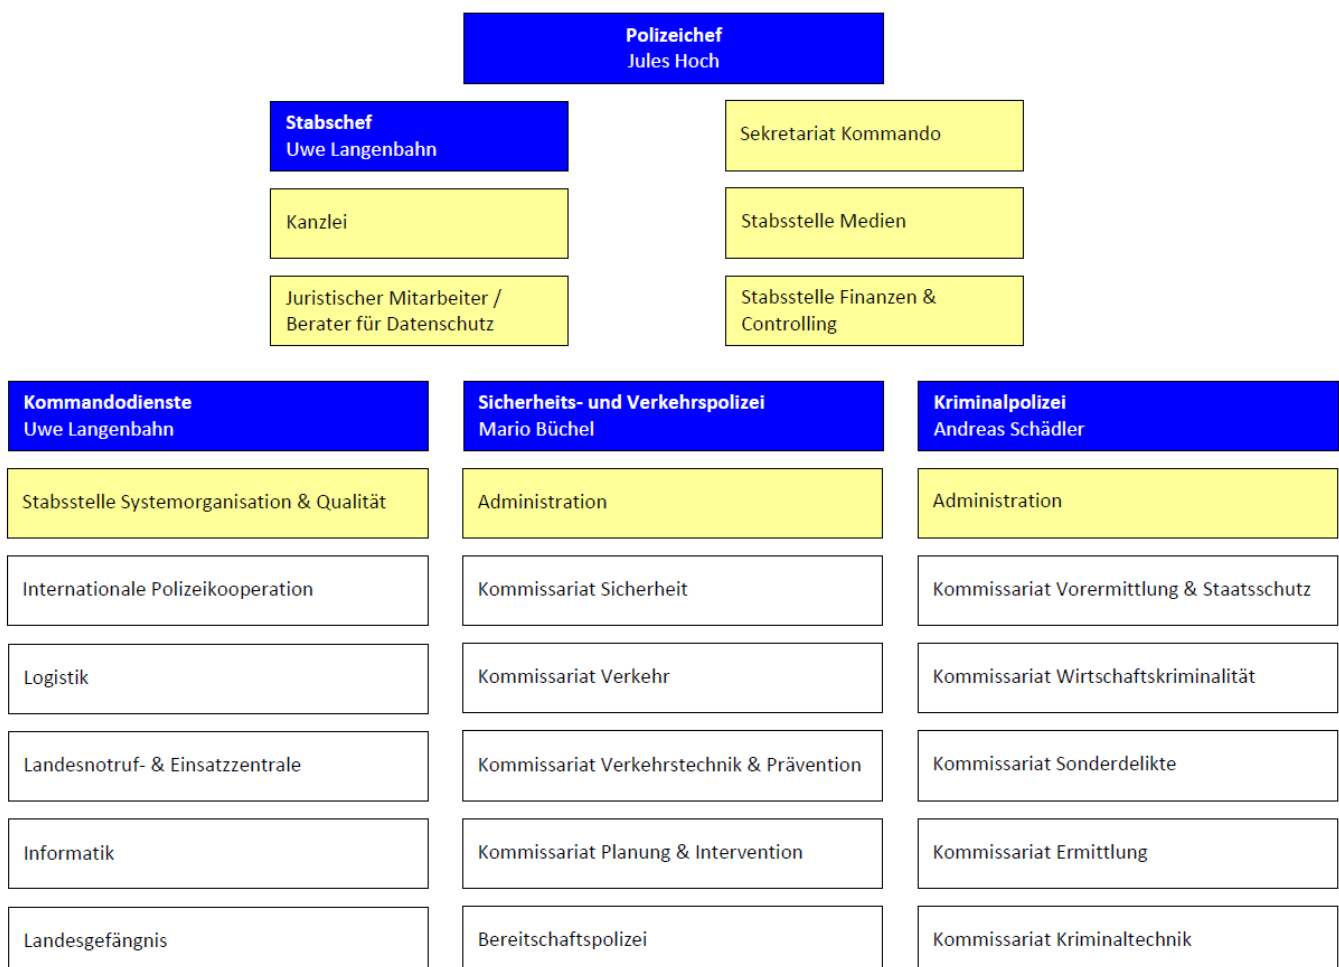 Polizeichef
Jules Hoch
Stabschef
Uwe Langenbahn
Sekretariat Kommando
Kanzlei
Stabsstelle Medien
Juristischer Mitarbeiter /
Berater für Datenschutz
Stabsstelle Finanzen &
Controlling
Kommandodienste
Uwe Langenbahn
Stabsstelle Systemorganisation & Qualität
Internationale Polizeikooperation
Logistik
Landesnotruf- & Einsatzzentrale
Informatik
Landesgefängnis
Sicherheits- und Verkehrspolizei
Mario Büchel
Administration
Kommissariat Sicherheit
Kommissariat Verkehr
Kommissariat Verkehrstechnik & Prävention
Kommissariat Planung & Intervention
Bereitschaftspolizei
Kriminalpolizei
Andreas Schädler
Administration
Kommissariat Vorermittlung & Staatsschutz
Kommissariat Wirtschaftskriminalität
Kommissariat Sonderdelikte
Kommissariat Ermittlung
Kommissariat Kriminaltechnik